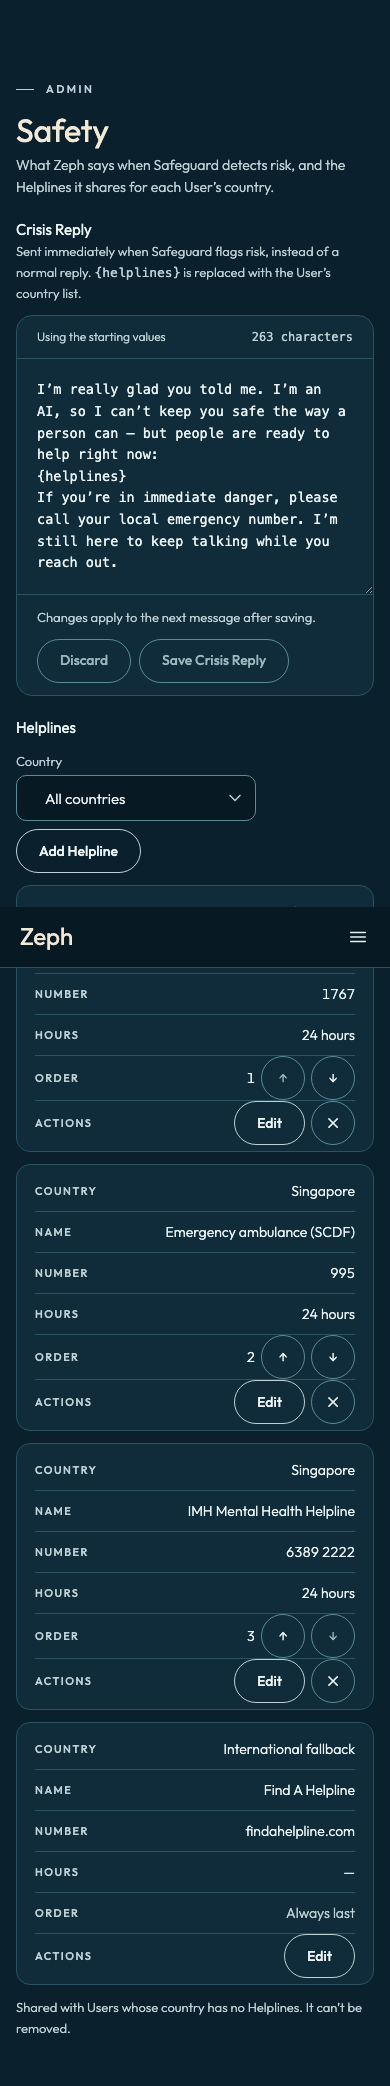 ADMIN
Safety
What Zeph says when Safeguard detects risk, and the
Helplines it shares for each User’s country.
Crisis Reply
Sent immediately when Safeguard flags risk, instead of a
normal reply. {helplines} is replaced with the User’s
country list.
Using the starting values 263 characters
I’m really glad you told me. I’m an
AI, so I can’t keep you safe the way a
person can — but people are ready to
help right now:
{helplines}
If you’re in immediate danger, please
call your local emergency number. I’m
still here to keep talking while you
reach out.
Changes apply to the next message after saving.
Discard Save Crisis Reply
Helplines
Country
All countries
Add Helpline
Zeph
NUMBER 1767
HOURS 24 hours
ORDER 1 ↑ ↓
ACTIONS Edit ×
COUNTRY Singapore
NAME Emergency ambulance (SCDF)
NUMBER 995
HOURS 24 hours
ORDER 2 ↑ ↓
ACTIONS Edit ×
COUNTRY Singapore
NAME IMH Mental Health Helpline
NUMBER 6389 2222
HOURS 24 hours
ORDER 3 ↑ ↓
ACTIONS Edit ×
COUNTRY International fallback
NAME Find A Helpline
NUMBER findahelpline.com
HOURS —
ORDER Always last
ACTIONS Edit
Shared with Users whose country has no Helplines. It can’t be
removed.